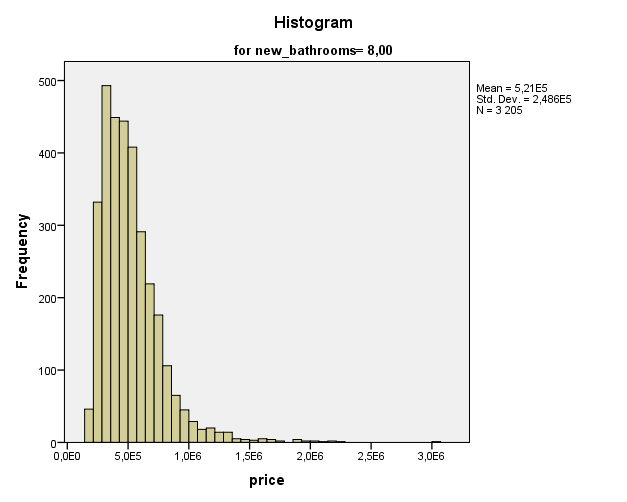 Histogram
for new_bathrooms= 8,00
Mean = 5,21E5
Std. Dev. = 2,486E5
N = 3 205
Frequency
500
400
300
200
100
0
0,0E0 5,0E5 1,0E6 1,5E6 2,0E6 2,5E6 3,0E6
price